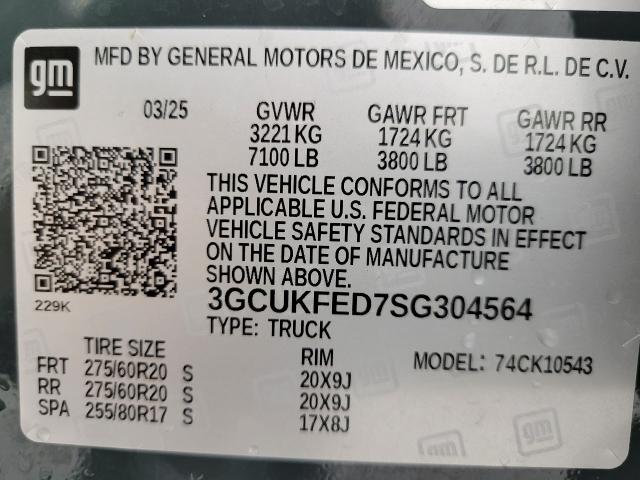 gm
MFD BY GENERAL MOTORS DE MEXICO, S. DE R.L. DE C.V.
03/25 GVWR GAWR FRT GAWR RR
3221 KG 1724 KG 1724 KG
7100 LB 3800 LB 3800 LB
THIS VEHICLE CONFORMS TO ALL
APPLICABLE U.S. FEDERAL MOTOR
VEHICLE SAFETY STANDARDS IN EFFECT
ON THE DATE OF MANUFACTURE
SHOWN ABOVE.
229K
3GCUKFED7SG304564
TYPE: TRUCK
TIRE SIZE RIM MODEL: 74CK10543
FRT 275/60R20 S 20X9J
RR 275/60R20 S 20X9J
SPA 255/80R17 S 17X8J